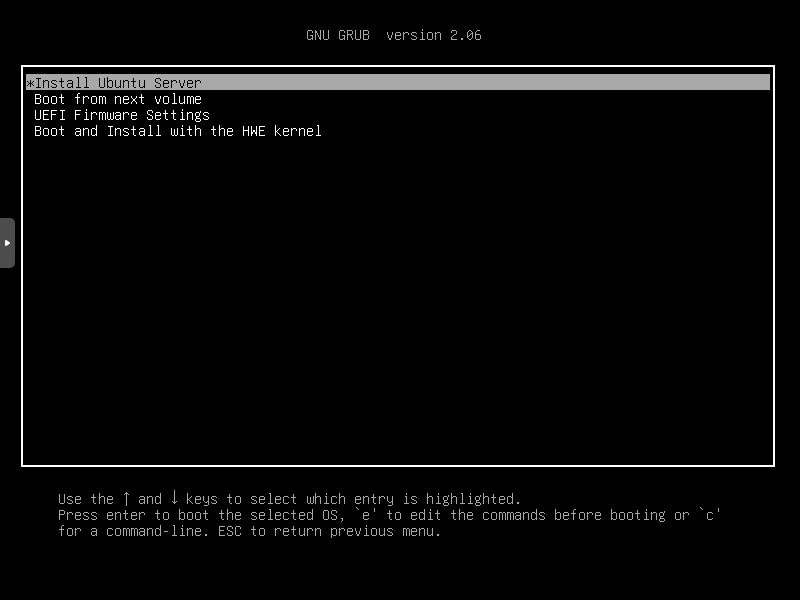 GNU GRUB  version 2.06
*Install Ubuntu Server
Boot from next volume
UEFI Firmware Settings
Boot and Install with the HWE kernel
Use the ↑ and ↓ keys to select which entry is highlighted.
Press enter to boot the selected OS, `e' to edit the commands before booting or `c'
for a command-line. ESC to return previous menu.